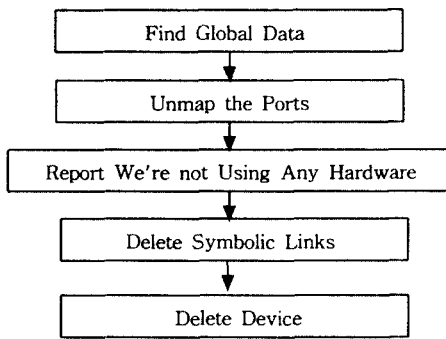 Find Global Data
Unmap the Ports
Report We're not Using Any Hardware
Delete Symbolic Links
Delete Device